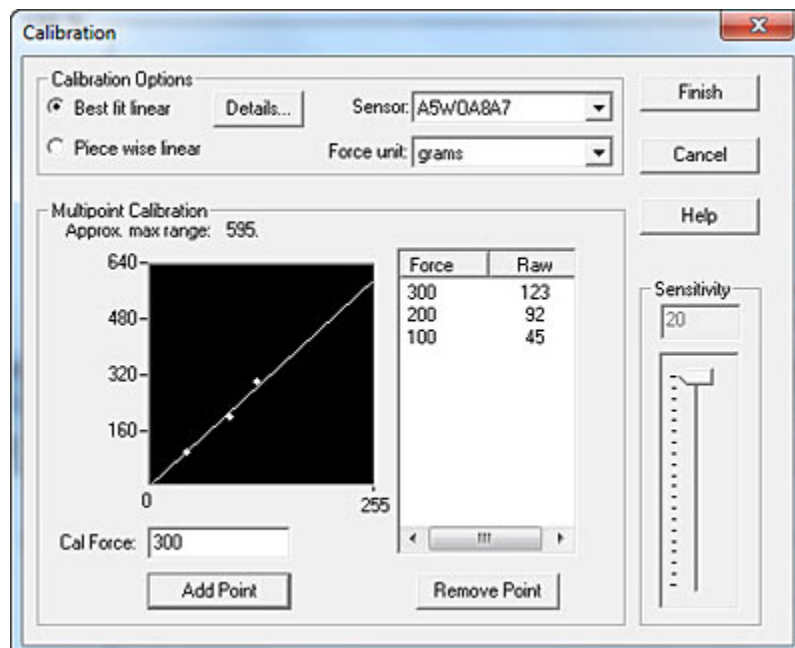 Calibration
Calibration Options
Best fit linear
Details...
Sensor: A5W0A8A7
Piece wise linear
Force unit: grams
Finish
Cancel
Help
Multipoint Calibration
Approx. max range: 595.
640
480
320
160
0
255
Force Raw
300 123
200 92
100 45
Cal Force: 300
Add Point
Remove Point
Sensitivity
20